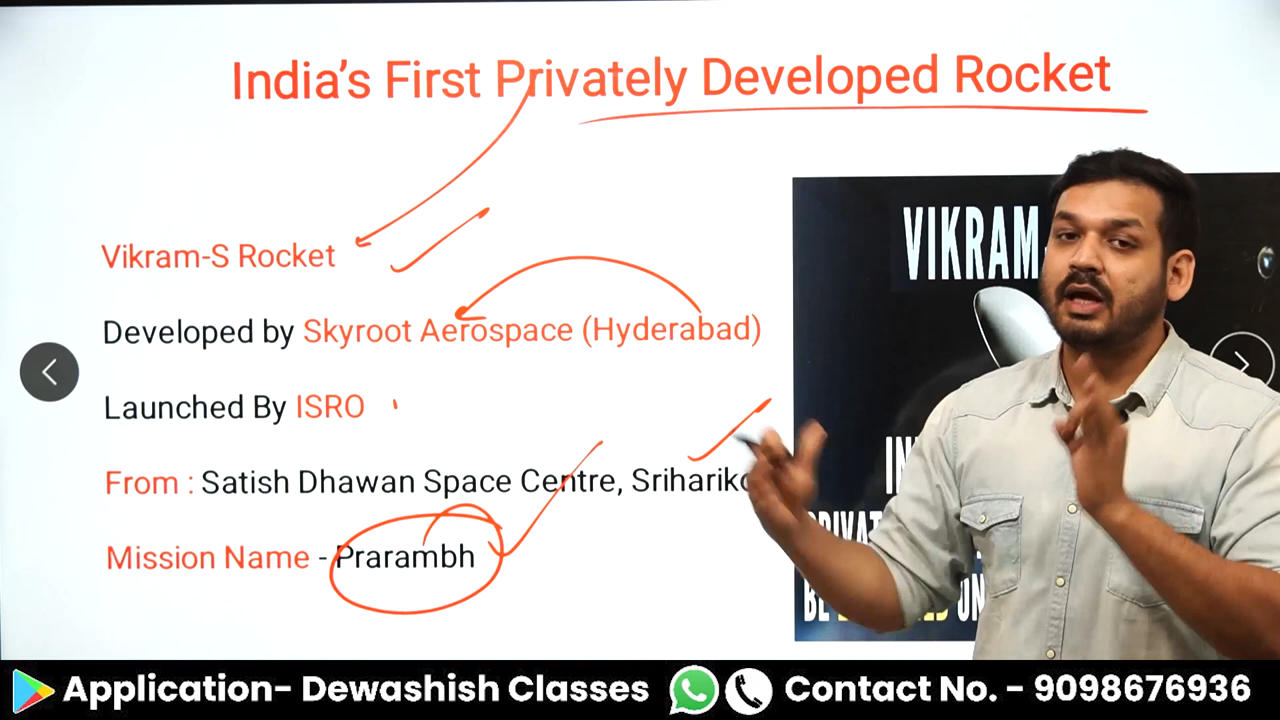 India's First Privately Developed Rocket
VIKRAM
Vikram-S Rocket
Developed by Skyroot Aerospace (Hyderabad)
Launched By ISRO
From : Satish Dhawan Space Centre,
Mission Name - Prarambh
BE
Application- Dewashish Classes
Contact No. - 9098676936